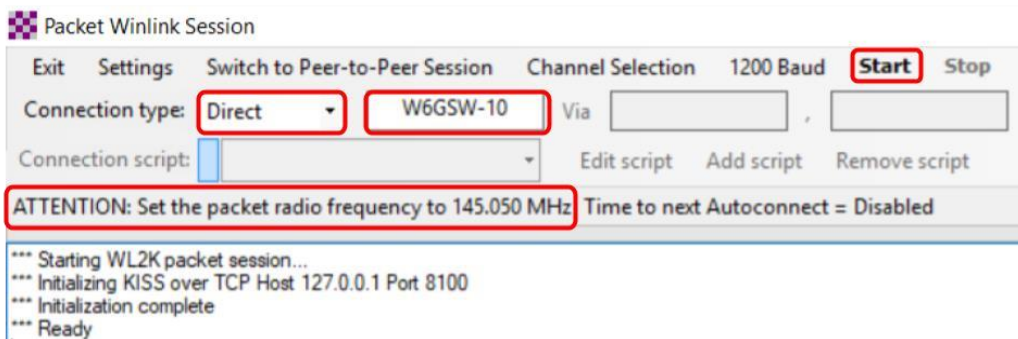 Packet Winlink Session
Exit Settings Switch to Peer-to-Peer Session Channel Selection 1200 Baud Start Stop
Connection type: Direct W6GSW-10 Via ,
Connection script: Edit script Add script Remove script
ATTENTION: Set the packet radio frequency to 145.050 MHz Time to next Autoconnect = Disabled
*** Starting WL2K packet session...
*** Initializing KISS over TCP Host 127.0.0.1 Port 8100
*** Initialization complete
*** Ready